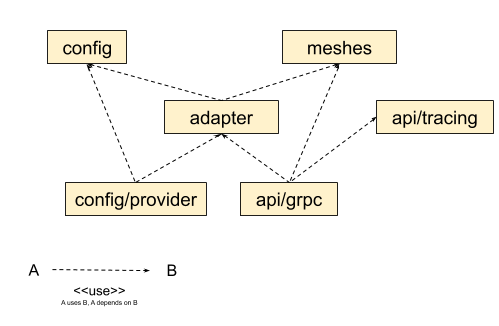 config
meshes
adapter
api/tracing
config/provider
api/grpc
A
B
<<use>>
A uses B, A depends on B